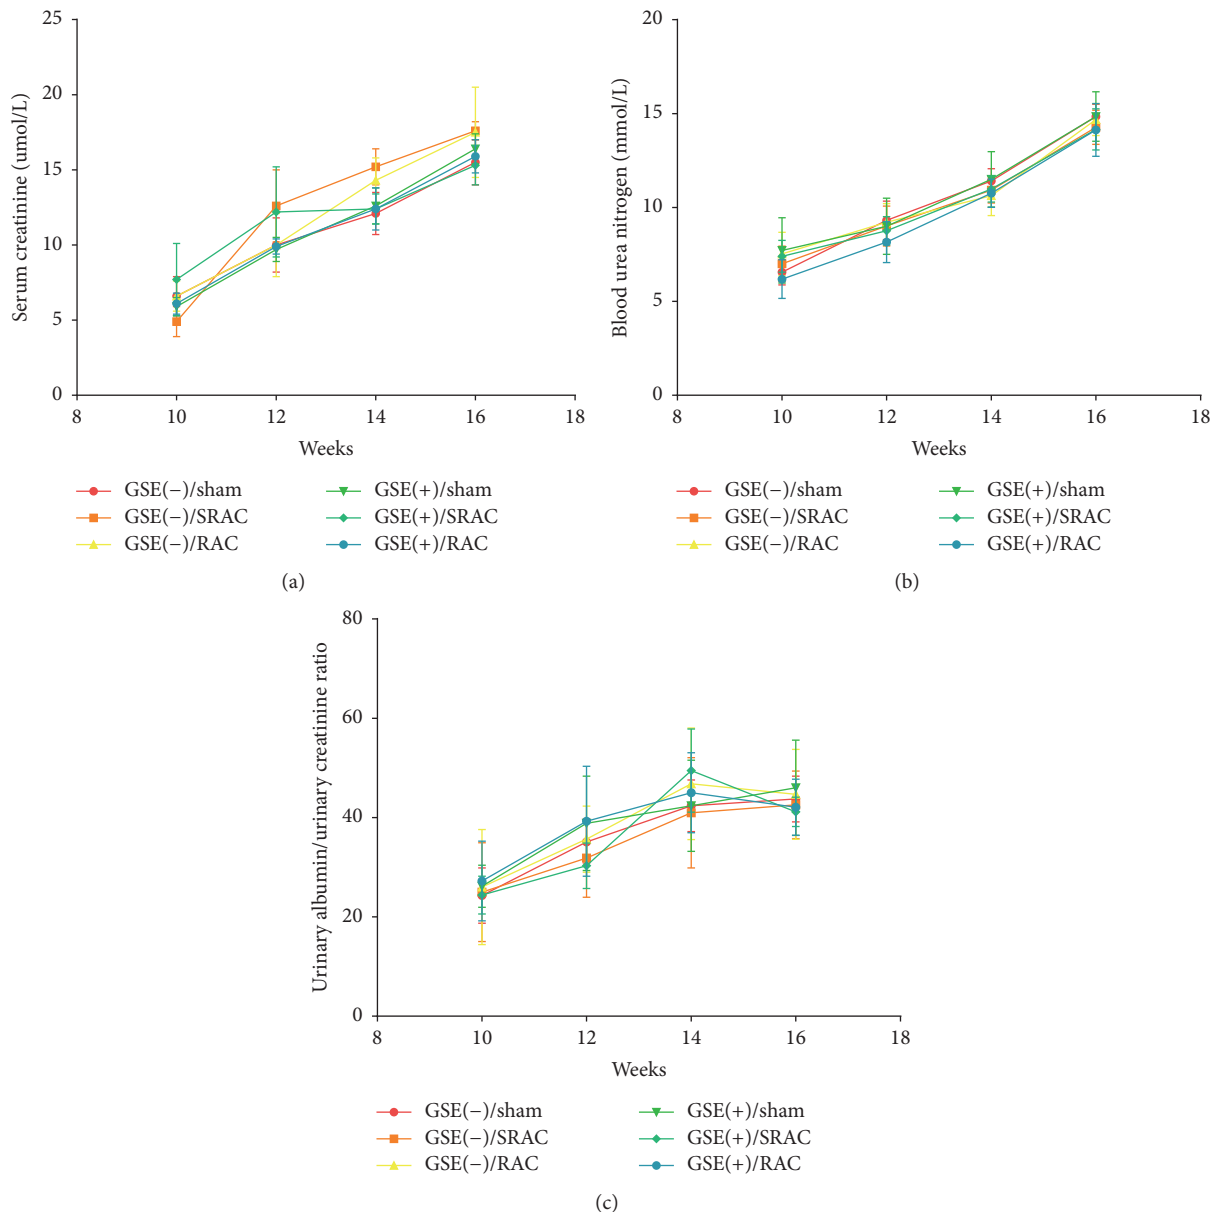 25
20
15
10
5
0
Serum creatinine (umol/L)
8 10 12 14 16 18
Weeks
GSE(−)/sham GSE(+)/sham
GSE(−)/SRAC GSE(+)/SRAC
GSE(−)/RAC GSE(+)/RAC
(a)
20
15
10
5
0
Blood urea nitrogen (mmol/L)
8 10 12 14 16 18
Weeks
GSE(−)/sham GSE(+)/sham
GSE(−)/SRAC GSE(+)/SRAC
GSE(−)/RAC GSE(+)/RAC
(b)
80
60
40
20
0
Urinary albumin/urinary creatinine ratio
8 10 12 14 16 18
Weeks
GSE(−)/sham GSE(+)/sham
GSE(−)/SRAC GSE(+)/SRAC
GSE(−)/RAC GSE(+)/RAC
(c)